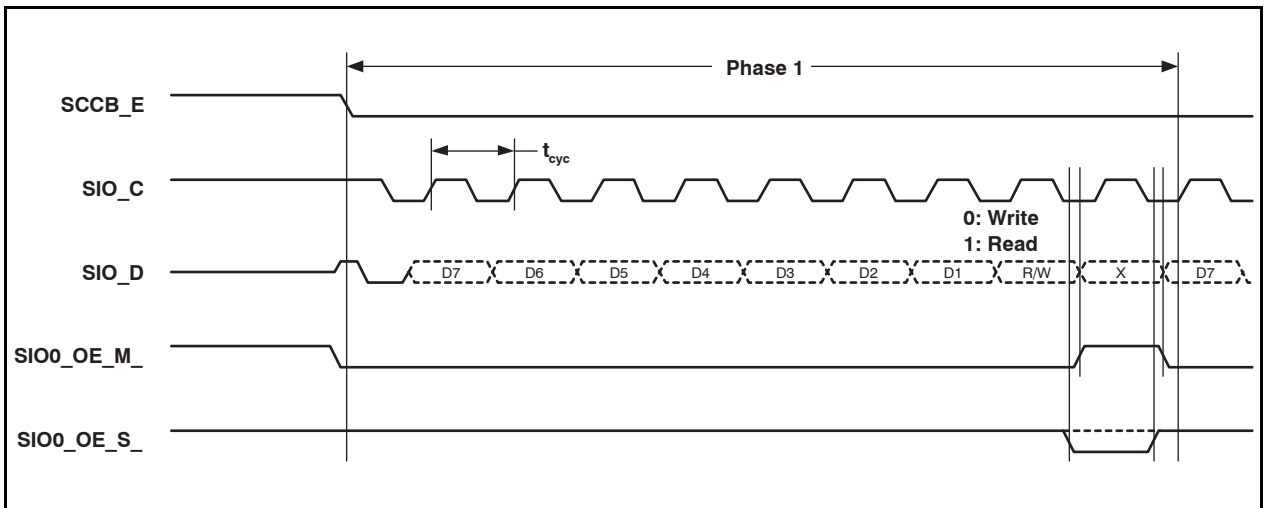 Phase 1
SCCB_E
t_cyc
SIO_C
0: Write
1: Read
SIO_D D7 D6 D5 D4 D3 D2 D1 R/W X D7
SIO0_OE_M_
SIO0_OE_S_